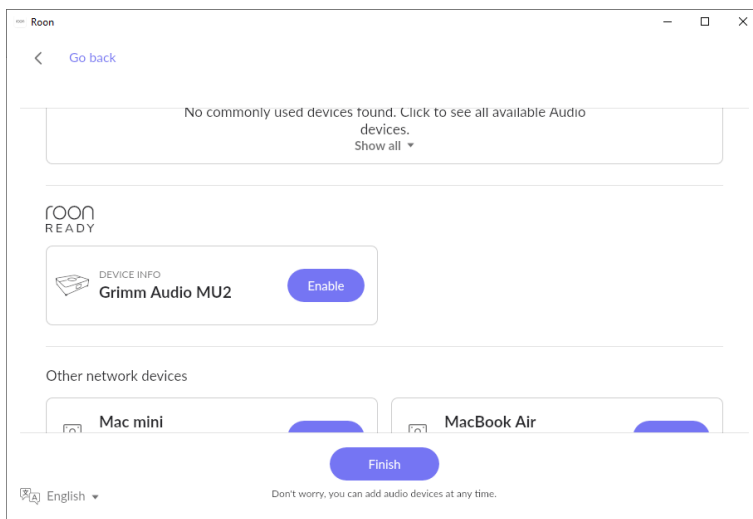 Roon
Go back
No commonly used devices found. Click to see all available Audio
devices.
Show all
roon
READY
DEVICE INFO
Grimm Audio MU2
Enable
Other network devices
Mac mini
MacBook Air
Finish
Don't worry, you can add audio devices at any time.
English